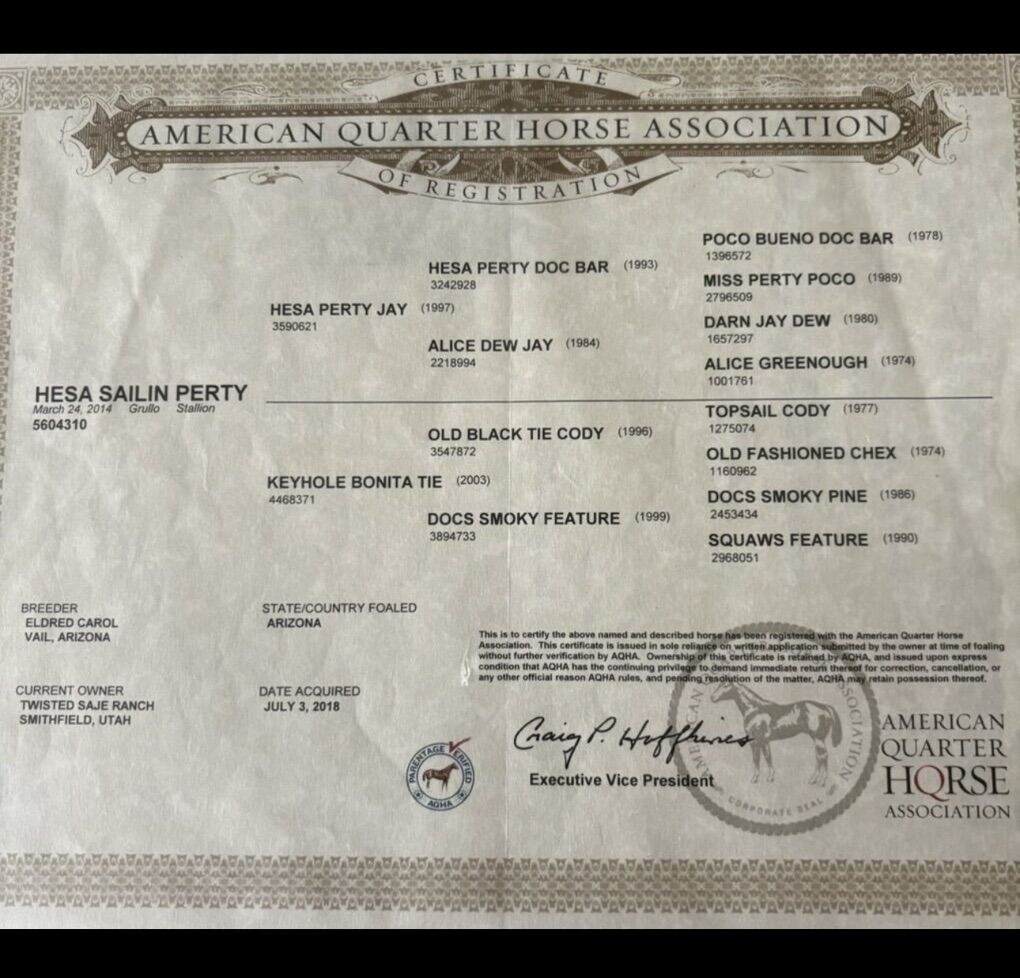 CERTIFICATE
AMERICAN QUARTER HORSE ASSOCIATION
OF REGISTRATION
POCO BUENO DOC BAR (1978)
1396572
HESA PERTY DOC BAR (1993)
3242928
MISS PERTY POCO (1989)
2796509
HESA PERTY JAY (1997)
3590621
DARN JAY DEW (1980)
1657297
ALICE DEW JAY (1984)
2218994
ALICE GREENOUGH (1974)
1001761
HESA SAILIN PERTY
March 24, 2014 Grullo Stallion
5604310
TOPSAIL CODY (1977)
1275074
OLD BLACK TIE CODY (1996)
3547872
OLD FASHIONED CHEX (1974)
1160962
KEYHOLE BONITA TIE (2003)
4468371
DOCS SMOKY PINE (1986)
2453434
DOCS SMOKY FEATURE (1999)
3894733
SQUAWS FEATURE (1990)
2968051
BREEDER
ELDRED CAROL
VAIL, ARIZONA
STATE/COUNTRY FOALED
ARIZONA
This is to certify the above named and described horse has been registered with the American Quarter Horse
Association. This certificate is issued in sole reliance on written application submitted by the owner at time of foaling
without further verification by AQHA. Ownership of this certificate is retained by AQHA, and issued upon express
condition that AQHA has the continuing privilege to demand immediate return thereof for correction, cancellation, or
any other official reason AQHA rules, and pending resolution of the matter, AQHA may retain possession thereof.
CURRENT OWNER
TWISTED SAJE RANCH
SMITHFIELD, UTAH
DATE ACQUIRED
JULY 3, 2018
PARENTAGE VERIFIED
AQHA
Craig P. Huffhines
Executive Vice President
AMERICAN ASSOCIATION
CORPORATE SEAL
AMERICAN
QUARTER
HORSE
ASSOCIATION